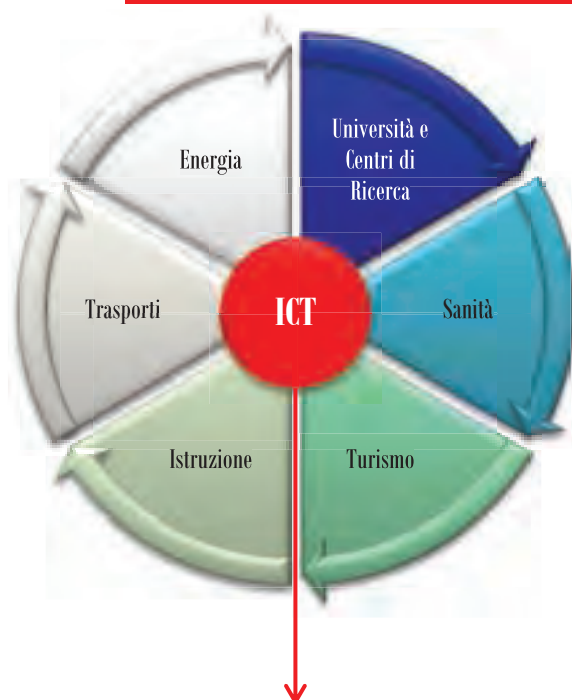 Energia
Università e
Centri di
Ricerca
Trasporti
ICT
Sanità
Istruzione
Turismo